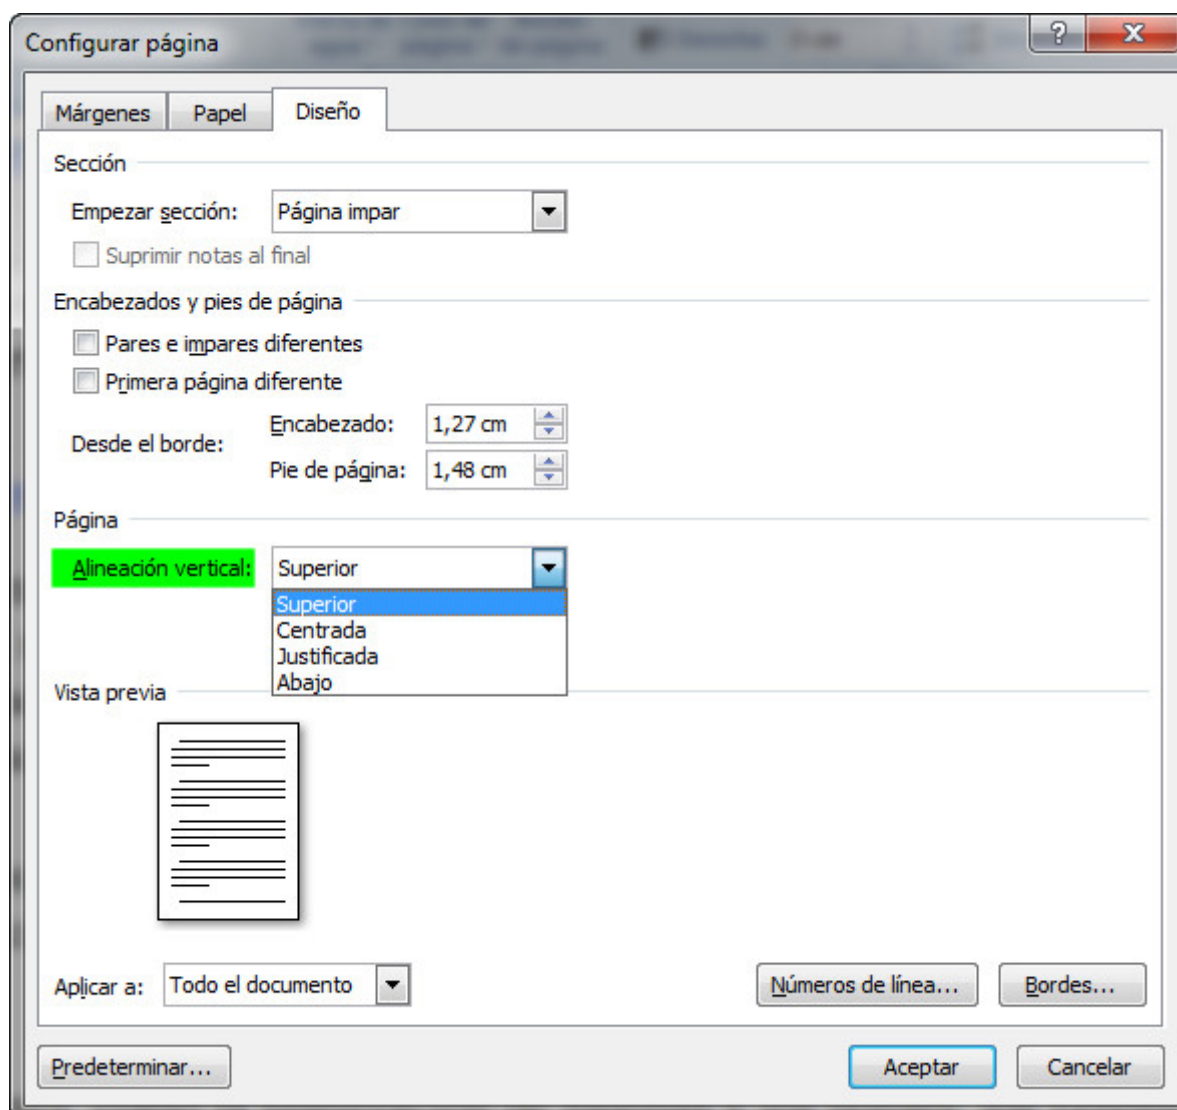 Configurar página
?
X
Márgenes Papel Diseño
Sección
Empezar sección: Página impar
Suprimir notas al final
Encabezados y pies de página
Pares e impares diferentes
Primera página diferente
Desde el borde:
Encabezado: 1,27 cm
Pie de página: 1,48 cm
Página
Alineación vertical: Superior
Superior
Centrada
Justificada
Abajo
Vista previa
Aplicar a: Todo el documento
Números de línea... Bordes...
Predeterminar... Aceptar Cancelar